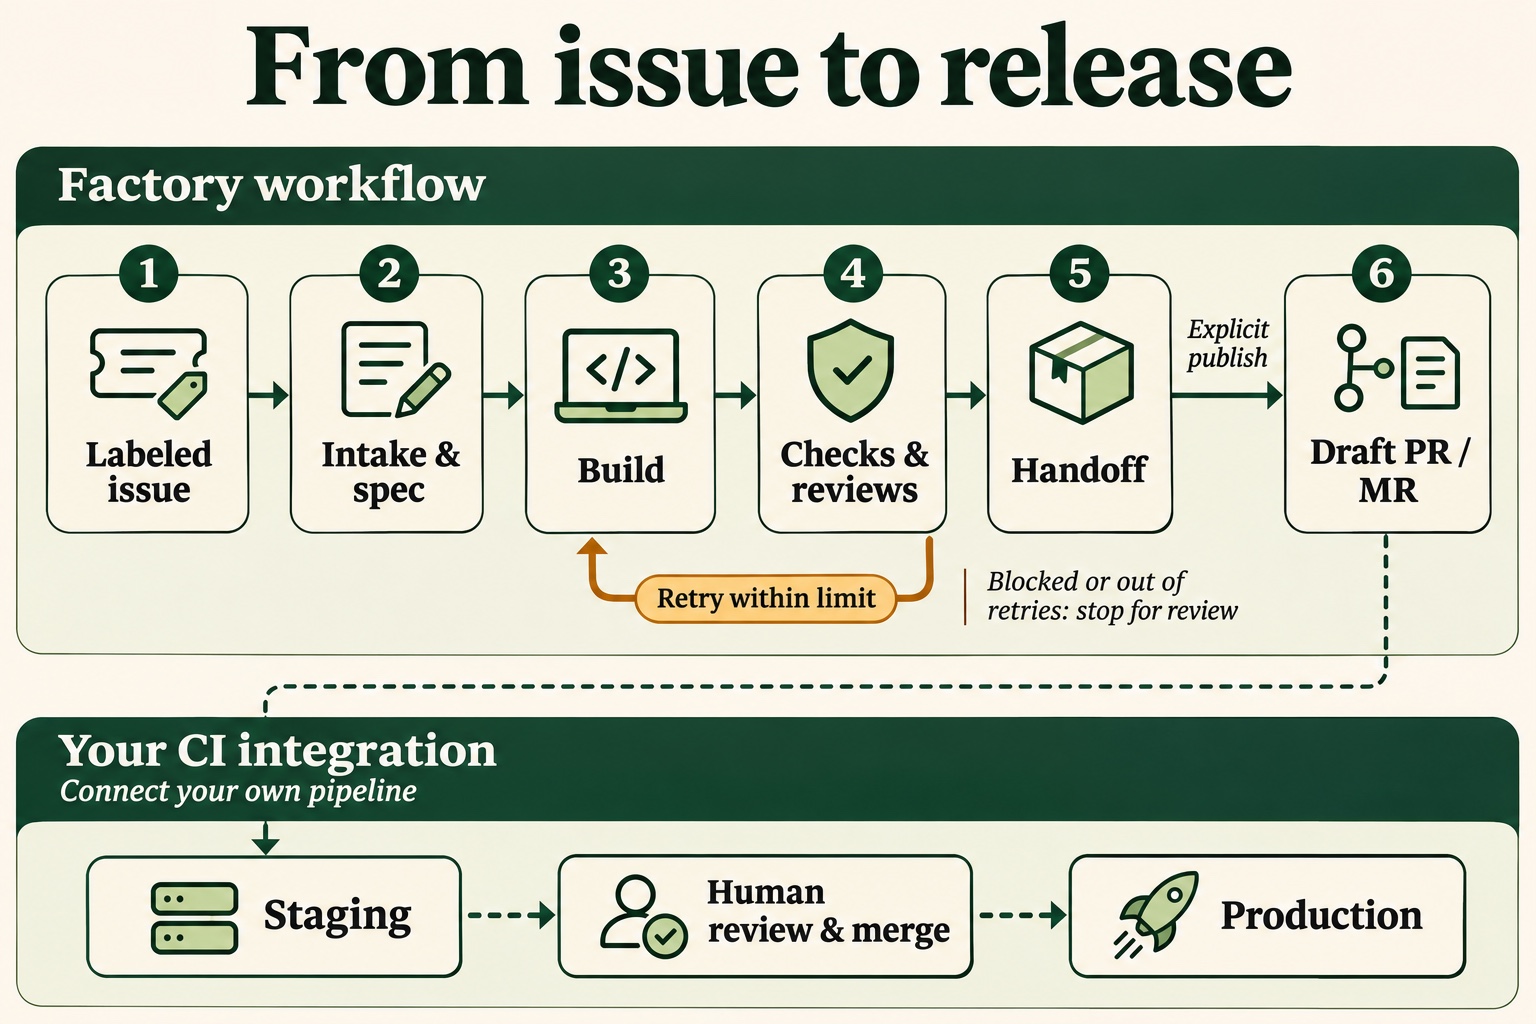 From issue to release
Factory workflow
1
Labeled
issue
2
Intake &
spec
3
</>
Build
4
Checks &
reviews
5
Handoff
Explicit
publish
6
Draft PR /
MR
Retry within limit
Blocked or out of
retries: stop for review
Your CI integration
Connect your own pipeline
Staging
Human
review & merge
Production